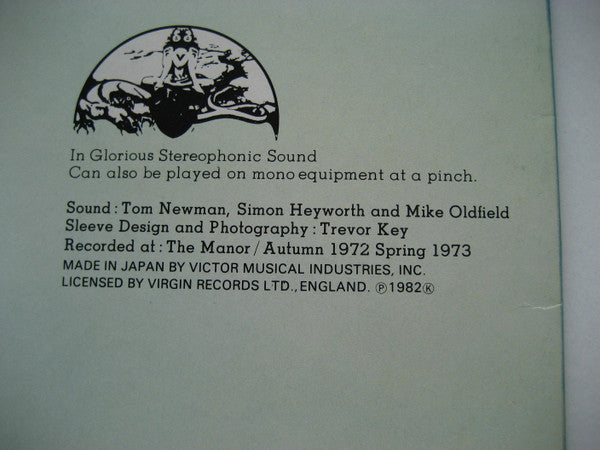 In Glorious Stereophonic Sound
Can also be played on mono equipment at a pinch.
Sound : Tom Newman, Simon Heyworth and Mike Oldfield
Sleeve Design and Photography : Trevor Key
Recorded at : The Manor / Autumn 1972 Spring 1973
MADE IN JAPAN BY VICTOR MUSICAL INDUSTRIES, INC.
LICENSED BY VIRGIN RECORDS LTD., ENGLAND. ℗1982Ⓚ